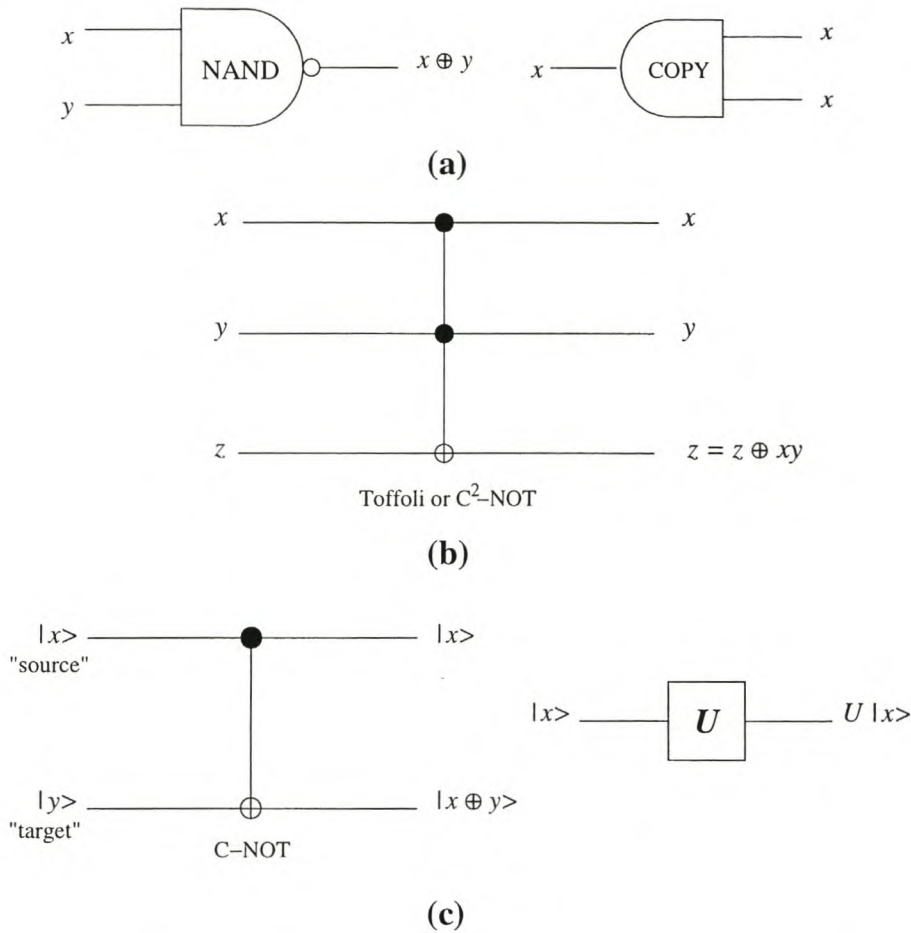 x NAND x ⊕ y
y
x COPY x
x
(a)
x x
y y
z z = z ⊕ xy
Toffoli or C²–NOT
(b)
|x> |x>
"source"
|x> U U |x>
|y> |x ⊕ y>
"target"
C–NOT
(c)